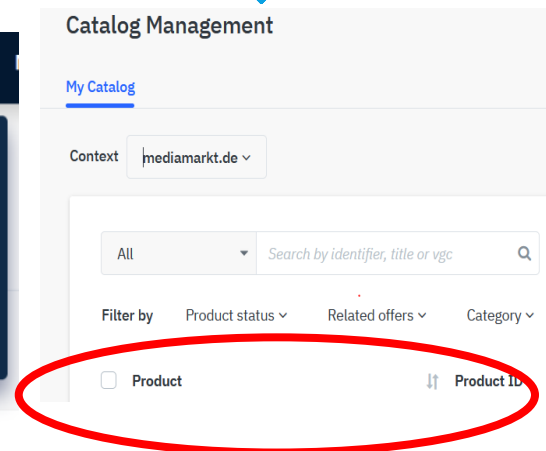 Catalog Management
My Catalog
Context mediamarkt.de
All Search by identifier, title or vgc
Filter by Product status Related offers Category
Product Product ID